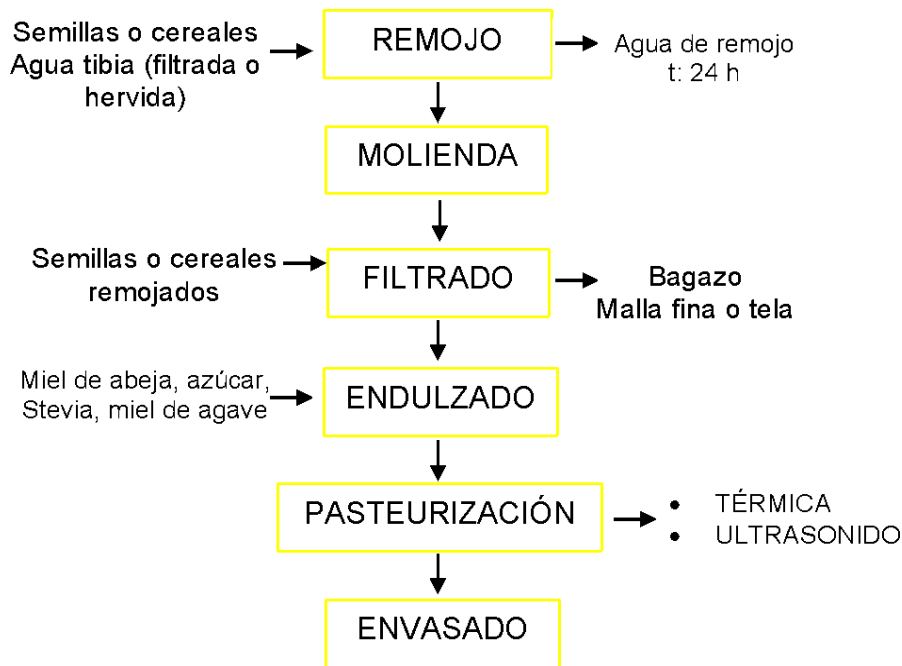 Semillas o cereales
Agua tibia (filtrada o
hervida)
REMOJO
Agua de remojo
t: 24 h
MOLIENDA
Semillas o cereales
remojados
FILTRADO
Bagazo
Malla fina o tela
Miel de abeja, azúcar,
Stevia, miel de agave
ENDULZADO
PASTEURIZACIÓN
• TÉRMICA
• ULTRASONIDO
ENVASADO